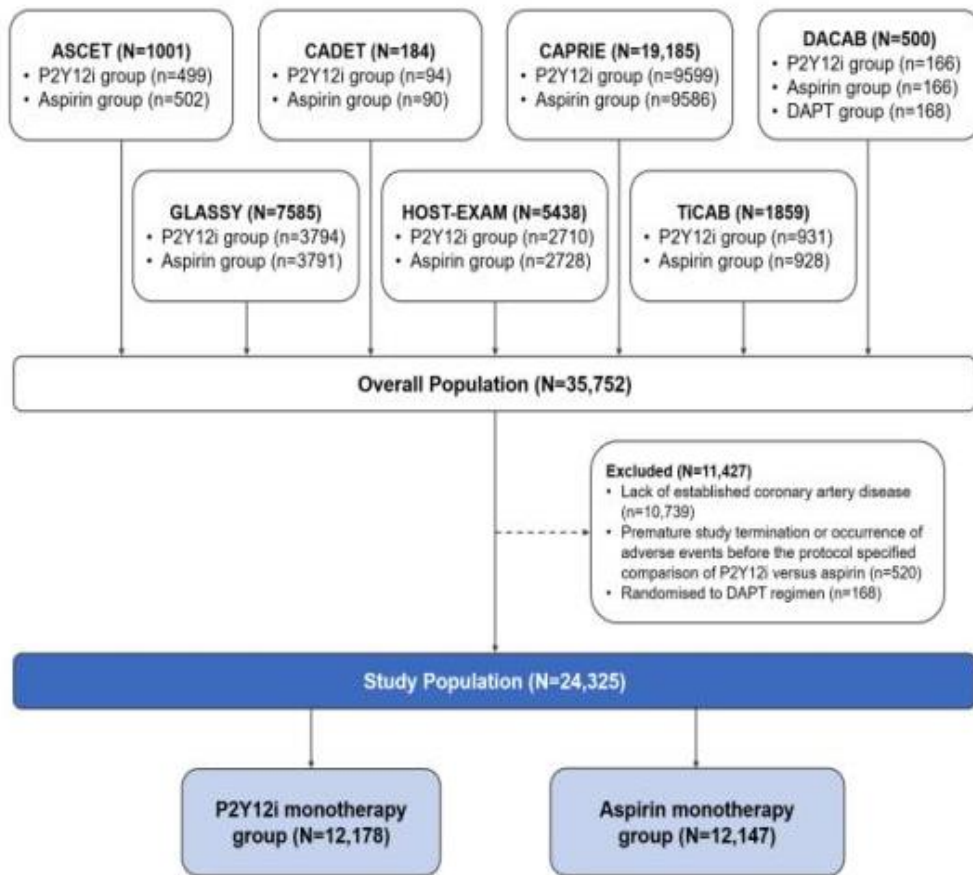 ASCET (N=1001)
• P2Y12i group (n=499)
• Aspirin group (n=502)
CADET (N=184)
• P2Y12i group (n=94)
• Aspirin group (n=90)
CAPRIE (N=19,185)
• P2Y12i group (n=9599)
• Aspirin group (n=9586)
DACAB (N=500)
• P2Y12i group (n=166)
• Aspirin group (n=166)
• DAPT group (n=168)
GLASSY (N=7585)
• P2Y12i group (n=3794)
• Aspirin group (n=3791)
HOST-EXAM (N=5438)
• P2Y12i group (n=2710)
• Aspirin group (n=2728)
TiCAB (N=1859)
• P2Y12i group (n=931)
• Aspirin group (n=928)
Overall Population (N=35,752)
Excluded (N=11,427)
• Lack of established coronary artery disease
(n=10,739)
• Premature study termination or occurrence of
adverse events before the protocol specified
comparison of P2Y12i versus aspirin (n=520)
• Randomised to DAPT regimen (n=168)
Study Population (N=24,325)
P2Y12i monotherapy
group (N=12,178)
Aspirin monotherapy
group (N=12,147)